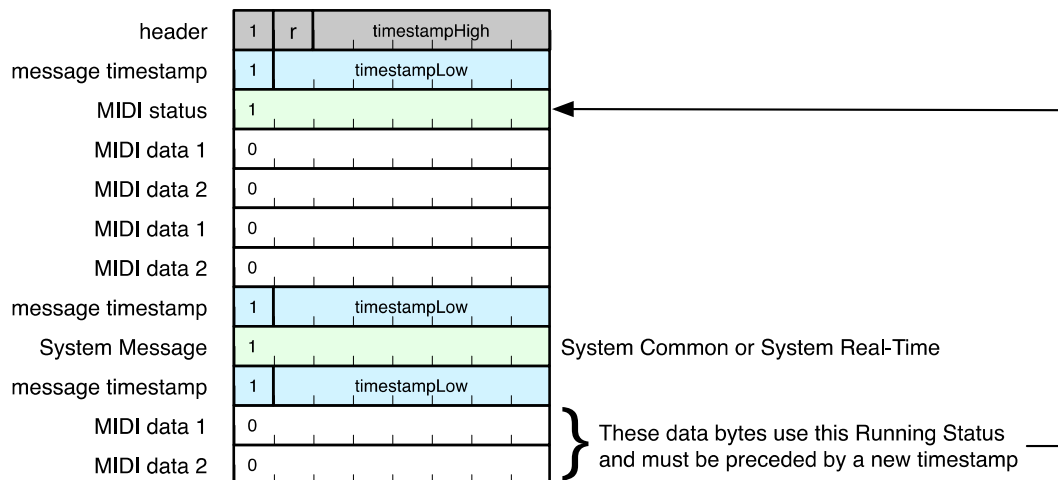 header 1 r timestampHigh
message timestamp 1 timestampLow
MIDI status 1
MIDI data 1 0
MIDI data 2 0
MIDI data 1 0
MIDI data 2 0
message timestamp 1 timestampLow
System Message 1 System Common or System Real-Time
message timestamp 1 timestampLow
MIDI data 1 0
MIDI data 2 0
These data bytes use this Running Status
and must be preceded by a new timestamp